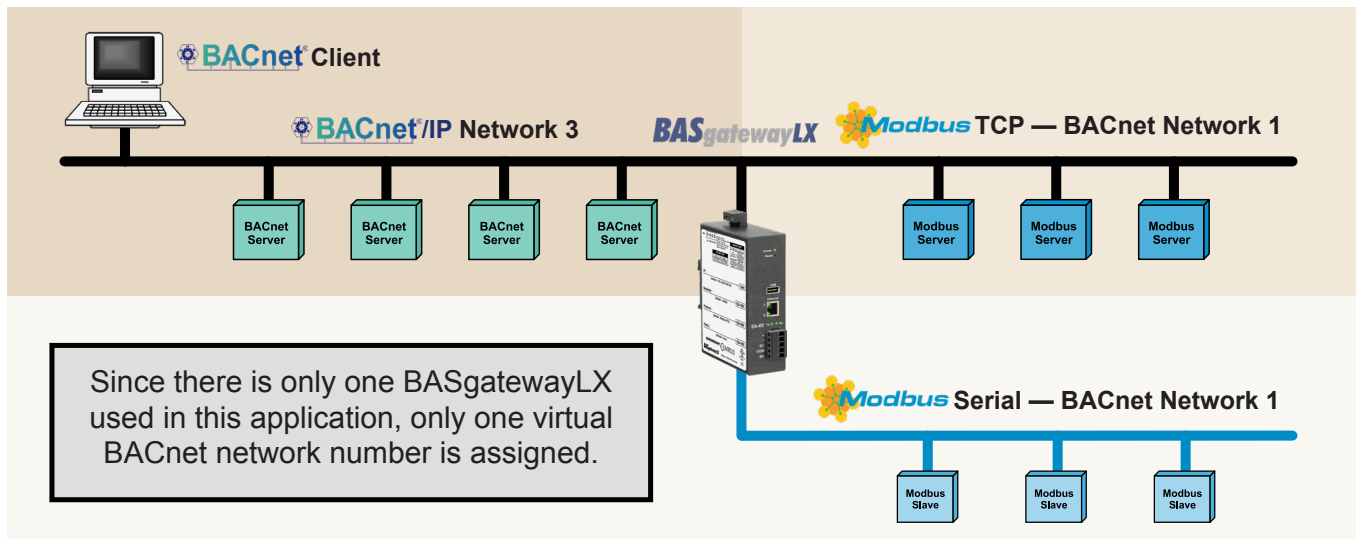 BACnet® Client
BACnet®/IP Network 3
BASgatewayLX
Modbus TCP — BACnet Network 1
BACnet Server
BACnet Server
BACnet Server
BACnet Server
Modbus Server
Modbus Server
Modbus Server
Since there is only one BASgatewayLX
used in this application, only one virtual
BACnet network number is assigned.
Modbus Serial — BACnet Network 1
Modbus Slave
Modbus Slave
Modbus Slave